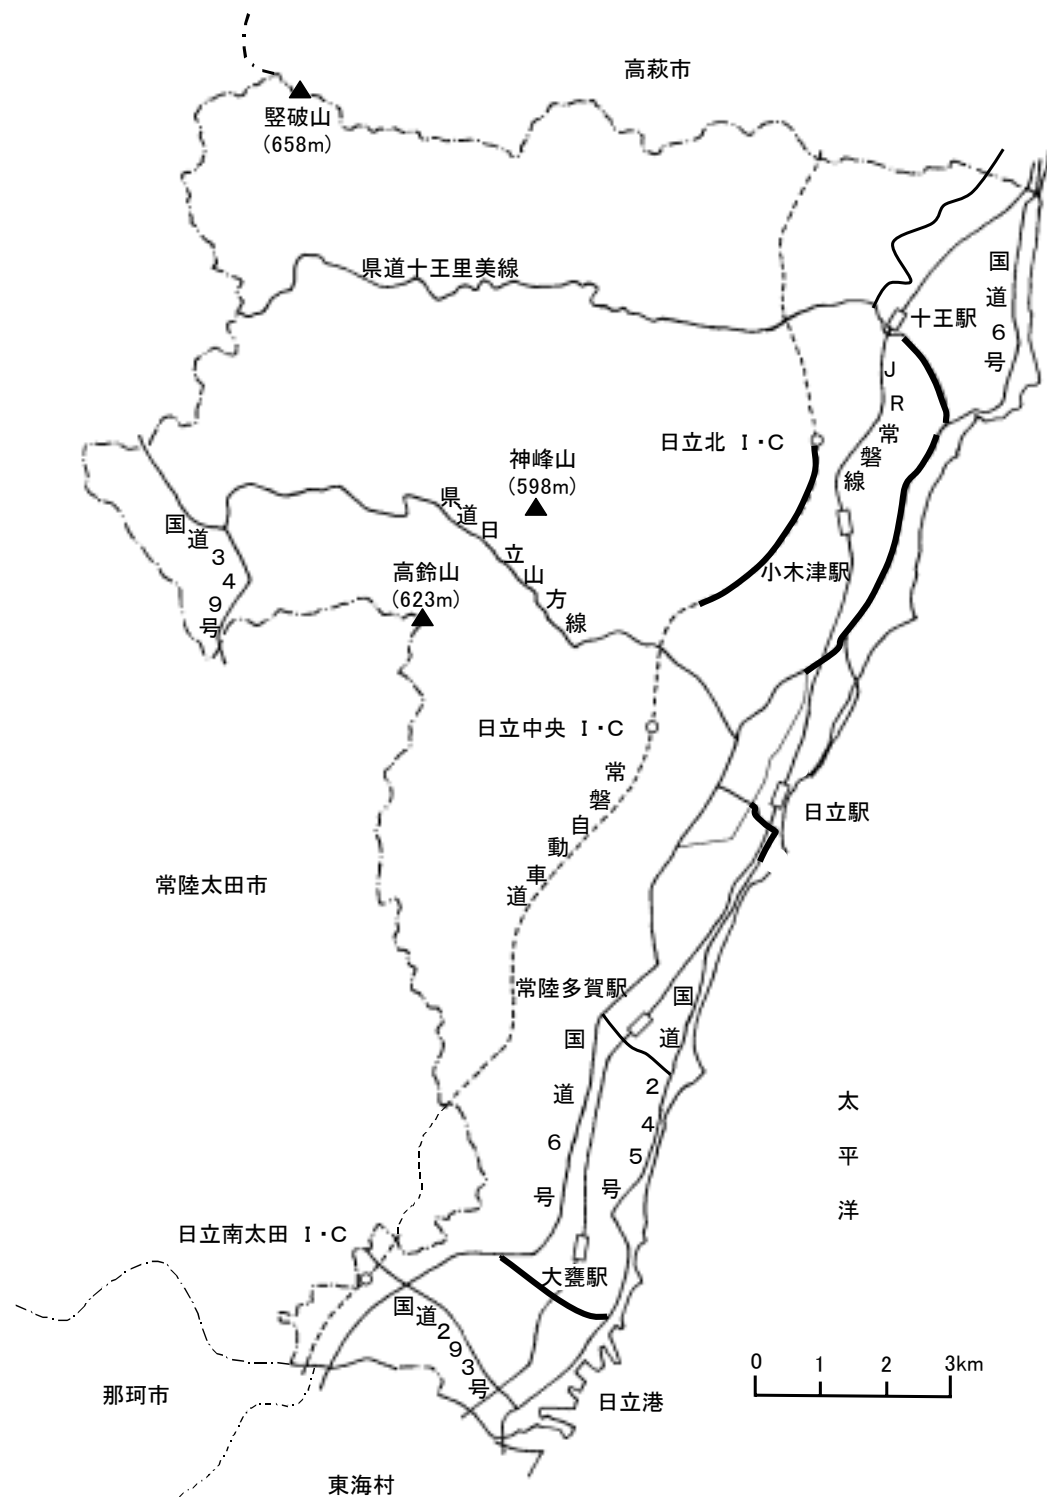 高萩市
竪破山
(658m)
県道十王里美線
国道6号
十王駅
JR常磐線
日立北 I・C
神峰山
(598m)
県道日立山方線
国道349号
高鈴山
(623m)
小木津駅
日立中央 I・C
常磐自動車道
日立駅
常陸太田市
常陸多賀駅
国道6号
国道245号
太平洋
日立南太田 I・C
大甕駅
国道293号
0 1 2 3km
那珂市
日立港
東海村